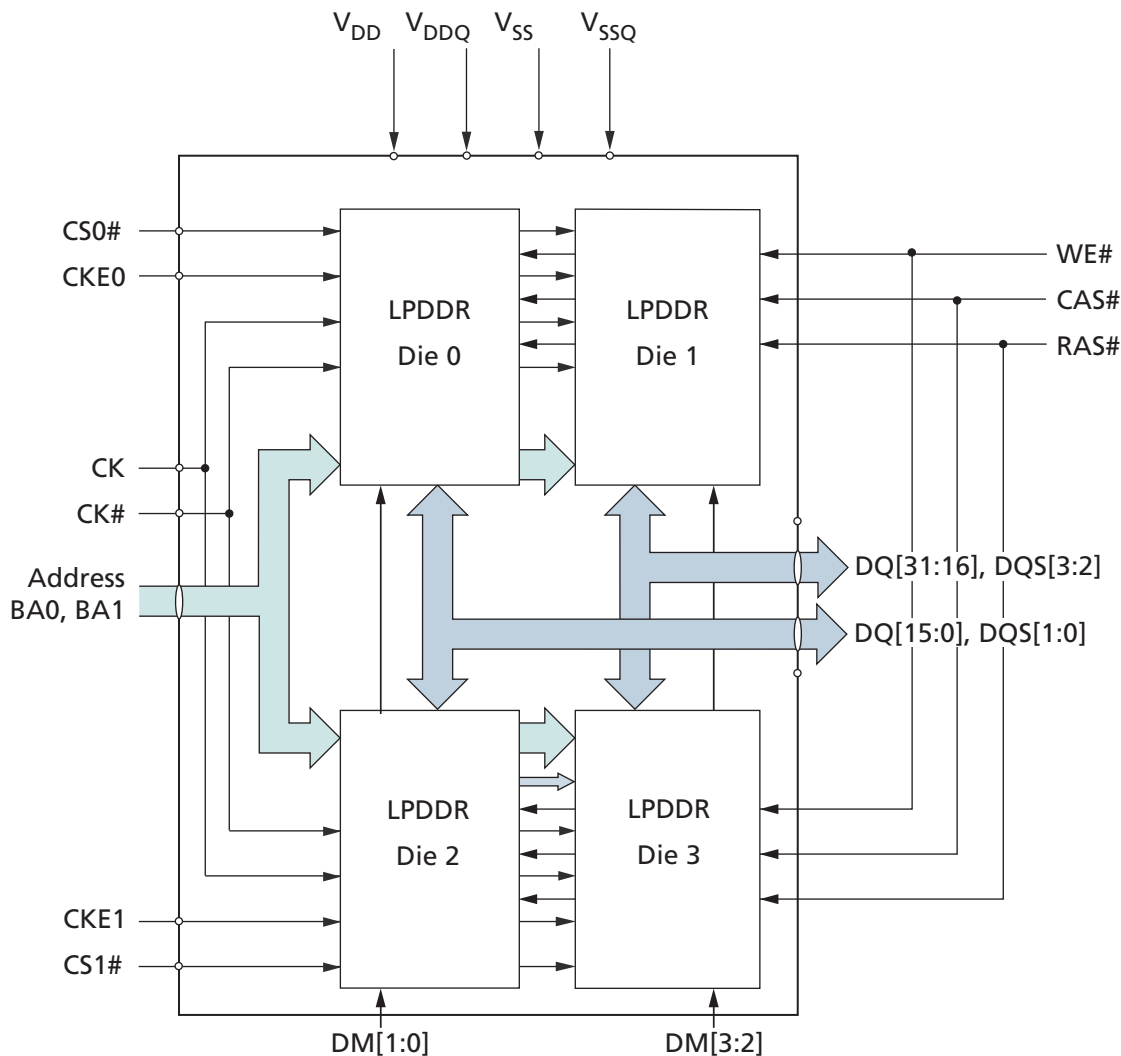 VDD VDDQ VSS VSSQ
CS0#
CKE0
CK
CK#
Address
BA0, BA1
CKE1
CS1#
LPDDR
Die 0
LPDDR
Die 1
LPDDR
Die 2
LPDDR
Die 3
WE#
CAS#
RAS#
DQ[31:16], DQS[3:2]
DQ[15:0], DQS[1:0]
DM[1:0]
DM[3:2]